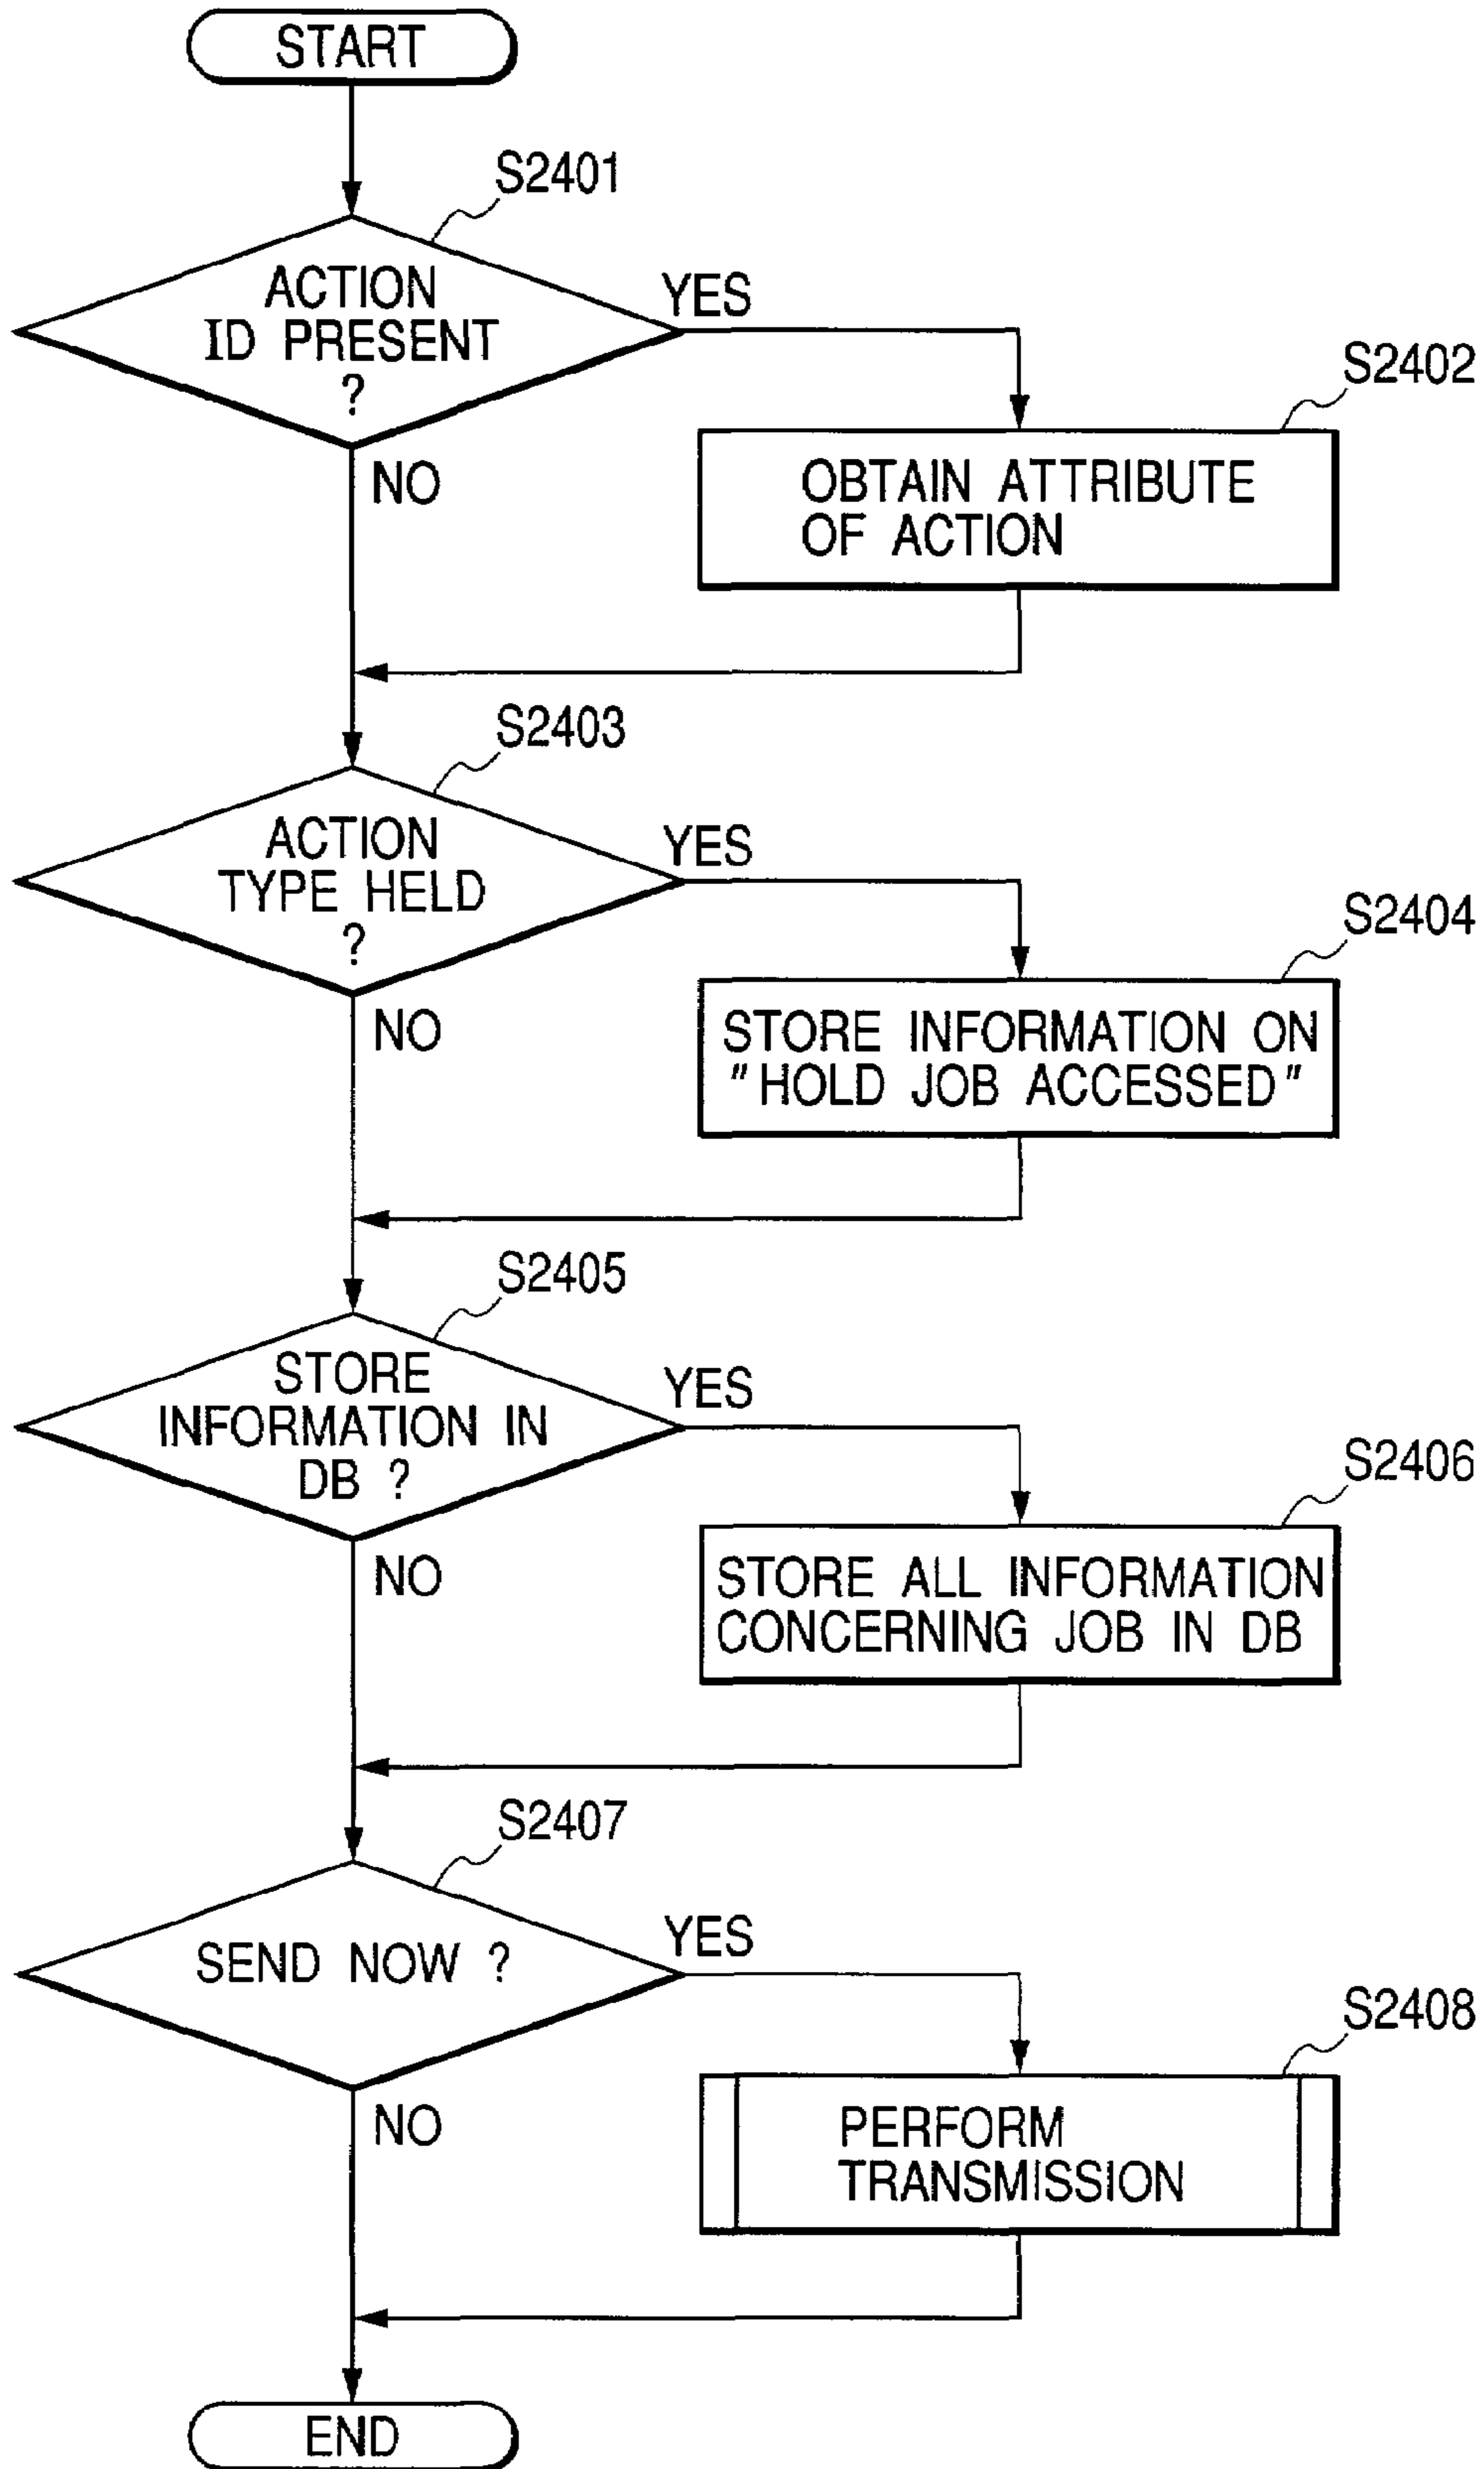 START
S2401
ACTION
ID PRESENT
?
YES
NO
S2402
OBTAIN ATTRIBUTE
OF ACTION
S2403
ACTION
TYPE HELD
?
YES
NO
S2404
STORE INFORMATION ON
"HOLD JOB ACCESSED"
S2405
STORE
INFORMATION IN
DB ?
YES
NO
S2406
STORE ALL INFORMATION
CONCERNING JOB IN DB
S2407
SEND NOW ?
YES
NO
S2408
PERFORM
TRANSMISSION
END